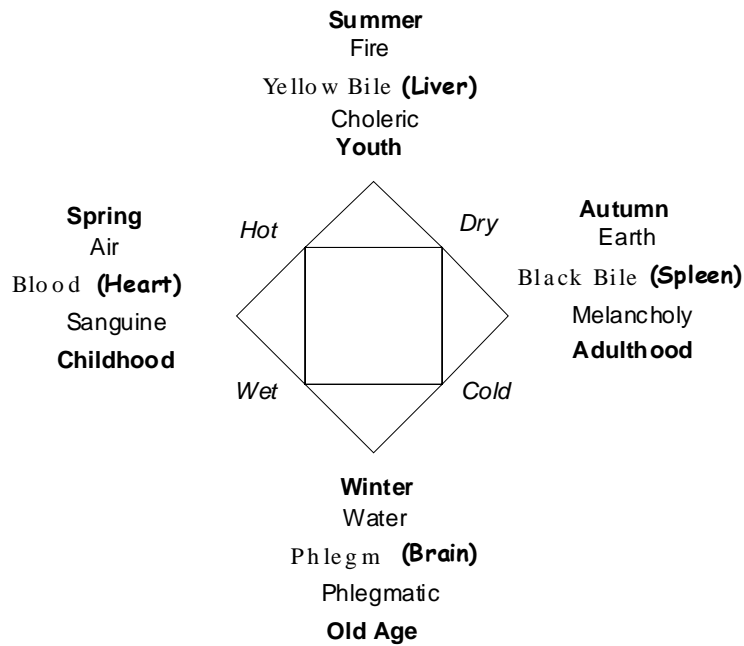 Summer
Fire
Yellow Bile (Liver)
Choleric
Youth
Hot
Dry
Spring
Air
Blood (Heart)
Sanguine
Childhood
Autumn
Earth
Black Bile (Spleen)
Melancholy
Adulthood
Wet
Cold
Winter
Water
Phlegm (Brain)
Phlegmatic
Old Age